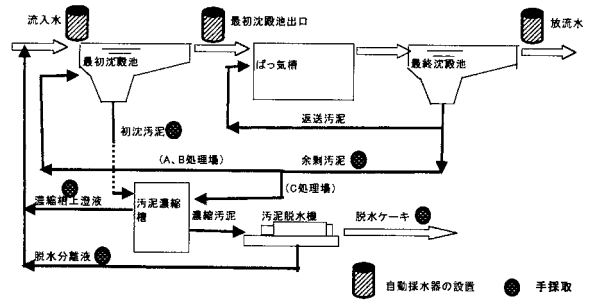 流入水
最初沈殿池出口
放流水
最初沈殿池
ばっ気槽
最終沈殿池
返送汚泥
初沈汚泥
(A、B処理場)
余剰汚泥
(C処理場)
濃縮槽上澄液
汚泥濃縮
槽
濃縮汚泥
汚泥脱水機
脱水ケーキ
脱水分離液
自動採水器の設置
手採取